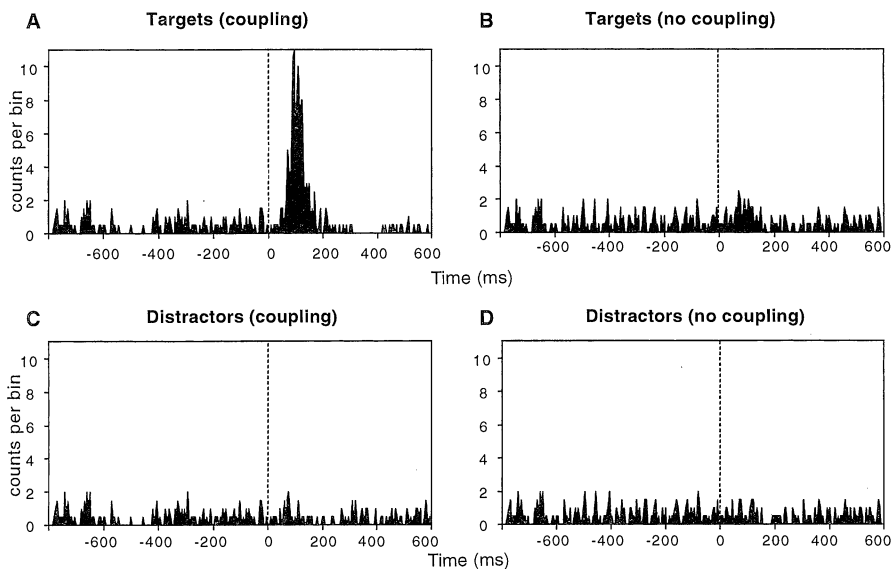 A Targets (coupling)
B Targets (no coupling)
counts per bin
10
8
6
4
2
0
-600 -400 -200 0 200 400 600
10
8
6
4
2
0
-600 -400 -200 0 200 400 600
Time (ms)
C Distractors (coupling)
D Distractors (no coupling)
counts per bin
10
8
6
4
2
0
-600 -400 -200 0 200 400 600
10
8
6
4
2
0
-600 -400 -200 0 200 400 600
Time (ms)